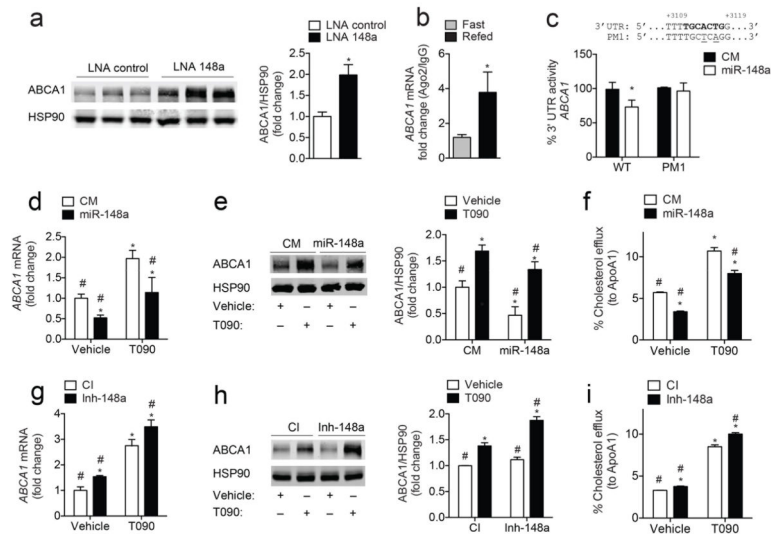 a
LNA control LNA 148a
ABCA1
HSP90
LNA control
LNA 148a
ABCA1/HSP90
(fold change)
2.5
2.0
1.5
1.0
0.5
0.0
*
b
Fast
Refed
ABCA1 mRNA
fold change (Ago2/IgG)
6
4
2
0
*
c
+3109 +3119
3'UTR: 5'...TTTTTGCACTGG...3'
PM1: 5'...TTTTTGCTCAGG...3'
CM
miR-148a
% 3' UTR activity
ABCA1
150
100
50
0
*
WT PM1
d
CM
miR-148a
ABCA1 mRNA
(fold change)
2.5
2.0
1.5
1.0
0.5
0.0
# # * * # *
Vehicle T090
e
CM miR-148a
ABCA1
HSP90
Vehicle: + – + –
T090: – + – +
Vehicle
T090
ABCA1/HSP90
(fold change)
2.0
1.5
1.0
0.5
0.0
# * # * # *
CM miR-148a
f
CM
miR-148a
% Cholesterol efflux
(to ApoA1)
15
10
5
0
# # * * # *
Vehicle T090
g
CI
Inh-148a
ABCA1 mRNA
(fold change)
4
3
2
1
0
# # * * # *
Vehicle T090
h
CI Inh-148a
ABCA1
HSP90
Vehicle: + – + –
T090: – + – +
Vehicle
T090
ABCA1/HSP90
(fold change)
2.0
1.5
1.0
0.5
0.0
# * # # *
CI Inh-148a
i
CI
Inh-148a
% Cholesterol efflux
(to ApoA1)
15
10
5
0
# # * * # *
Vehicle T090